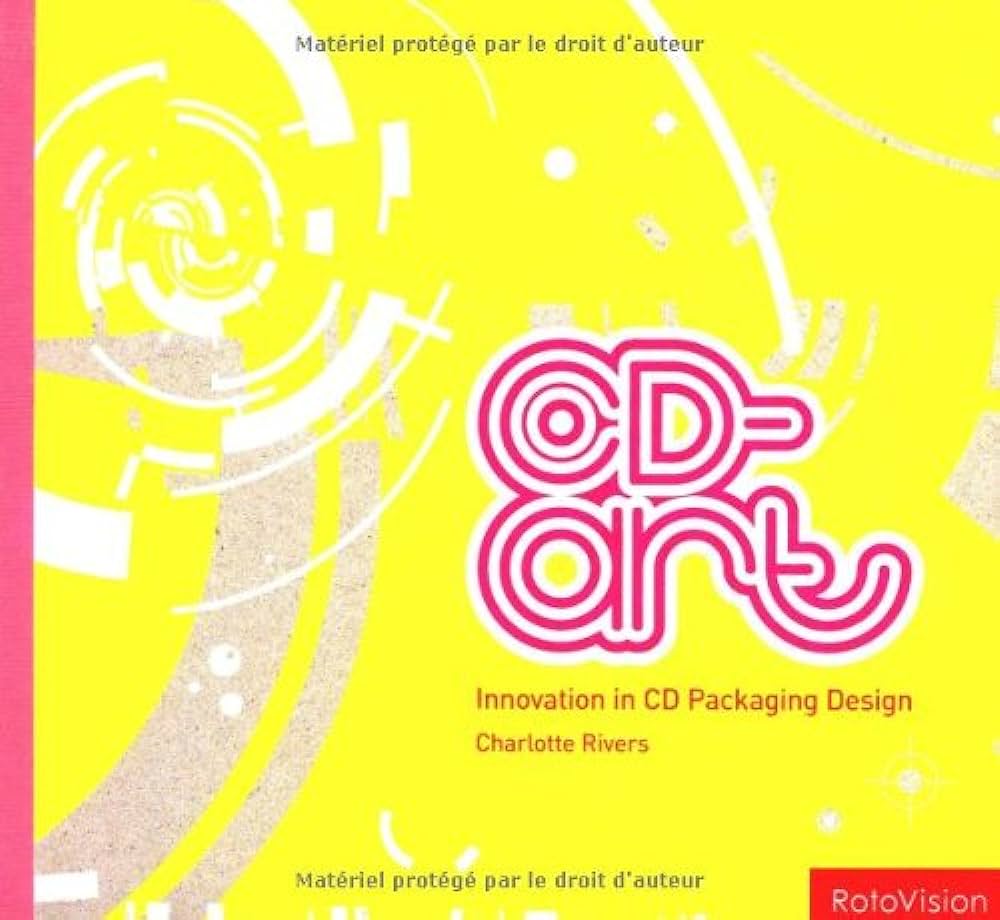 Matériel protégé par le droit d'auteur
CD-
art
Innovation in CD Packaging Design
Charlotte Rivers
Matériel protégé par le droit d'auteur
RotoVision